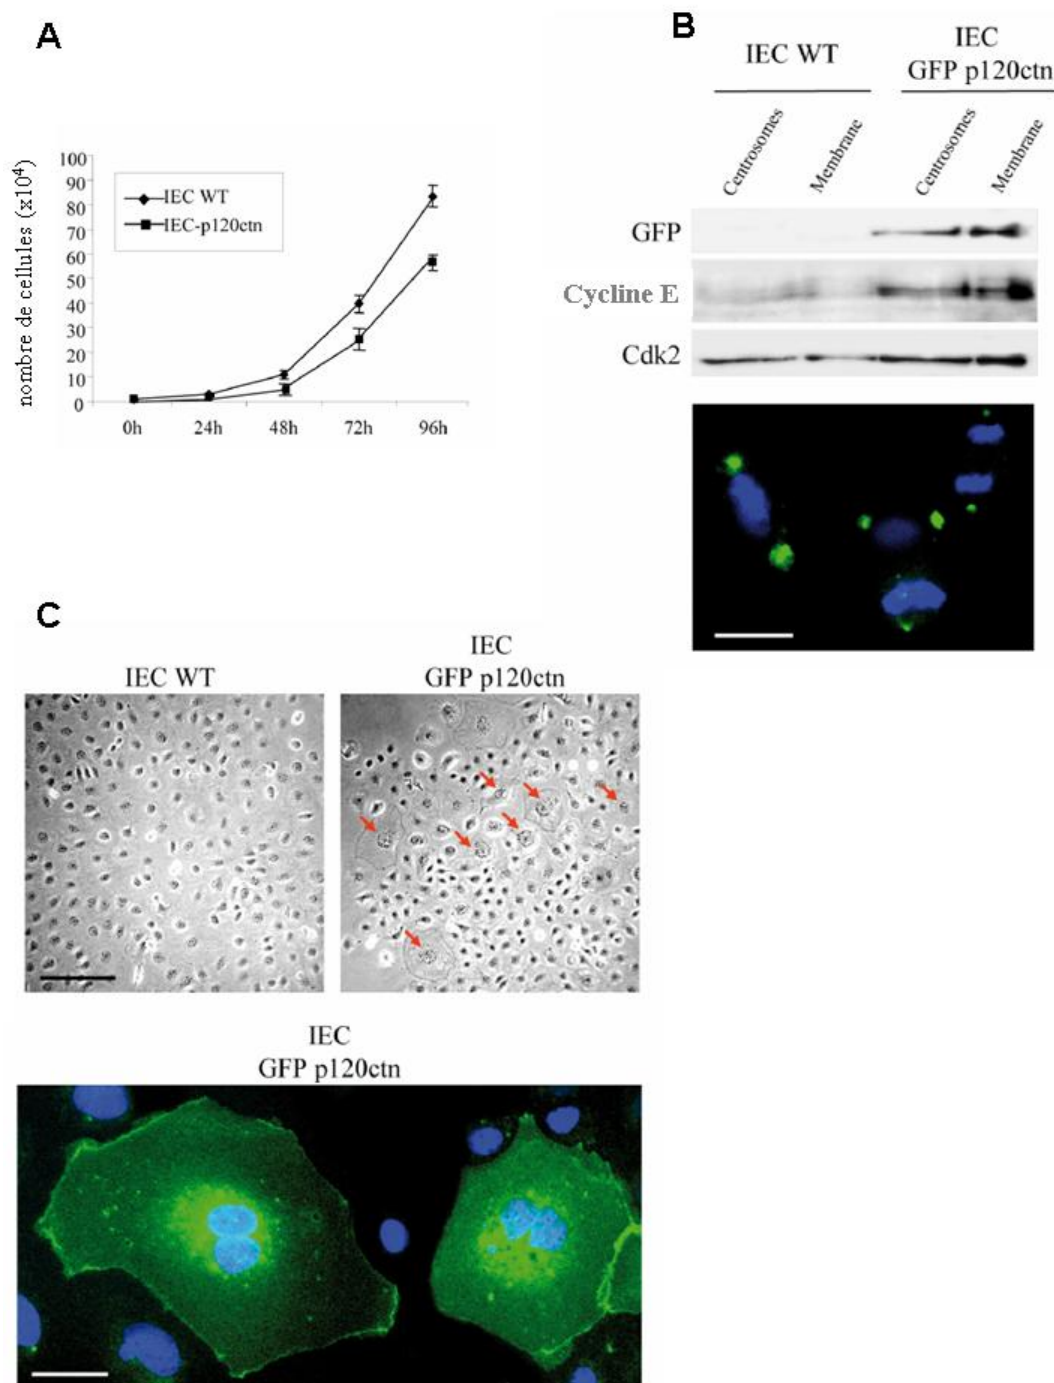 A
nombre de cellules (x10⁴)
100
90
80
70
60
50
40
30
20
10
0
IEC WT
IEC-p120ctn
0h 24h 48h 72h 96h
B
IEC WT
IEC
GFP p120ctn
Centrosomes
Membrane
Centrosomes
Membrane
GFP
Cycline E
Cdk2
C
IEC WT
IEC
GFP p120ctn
IEC
GFP p120ctn